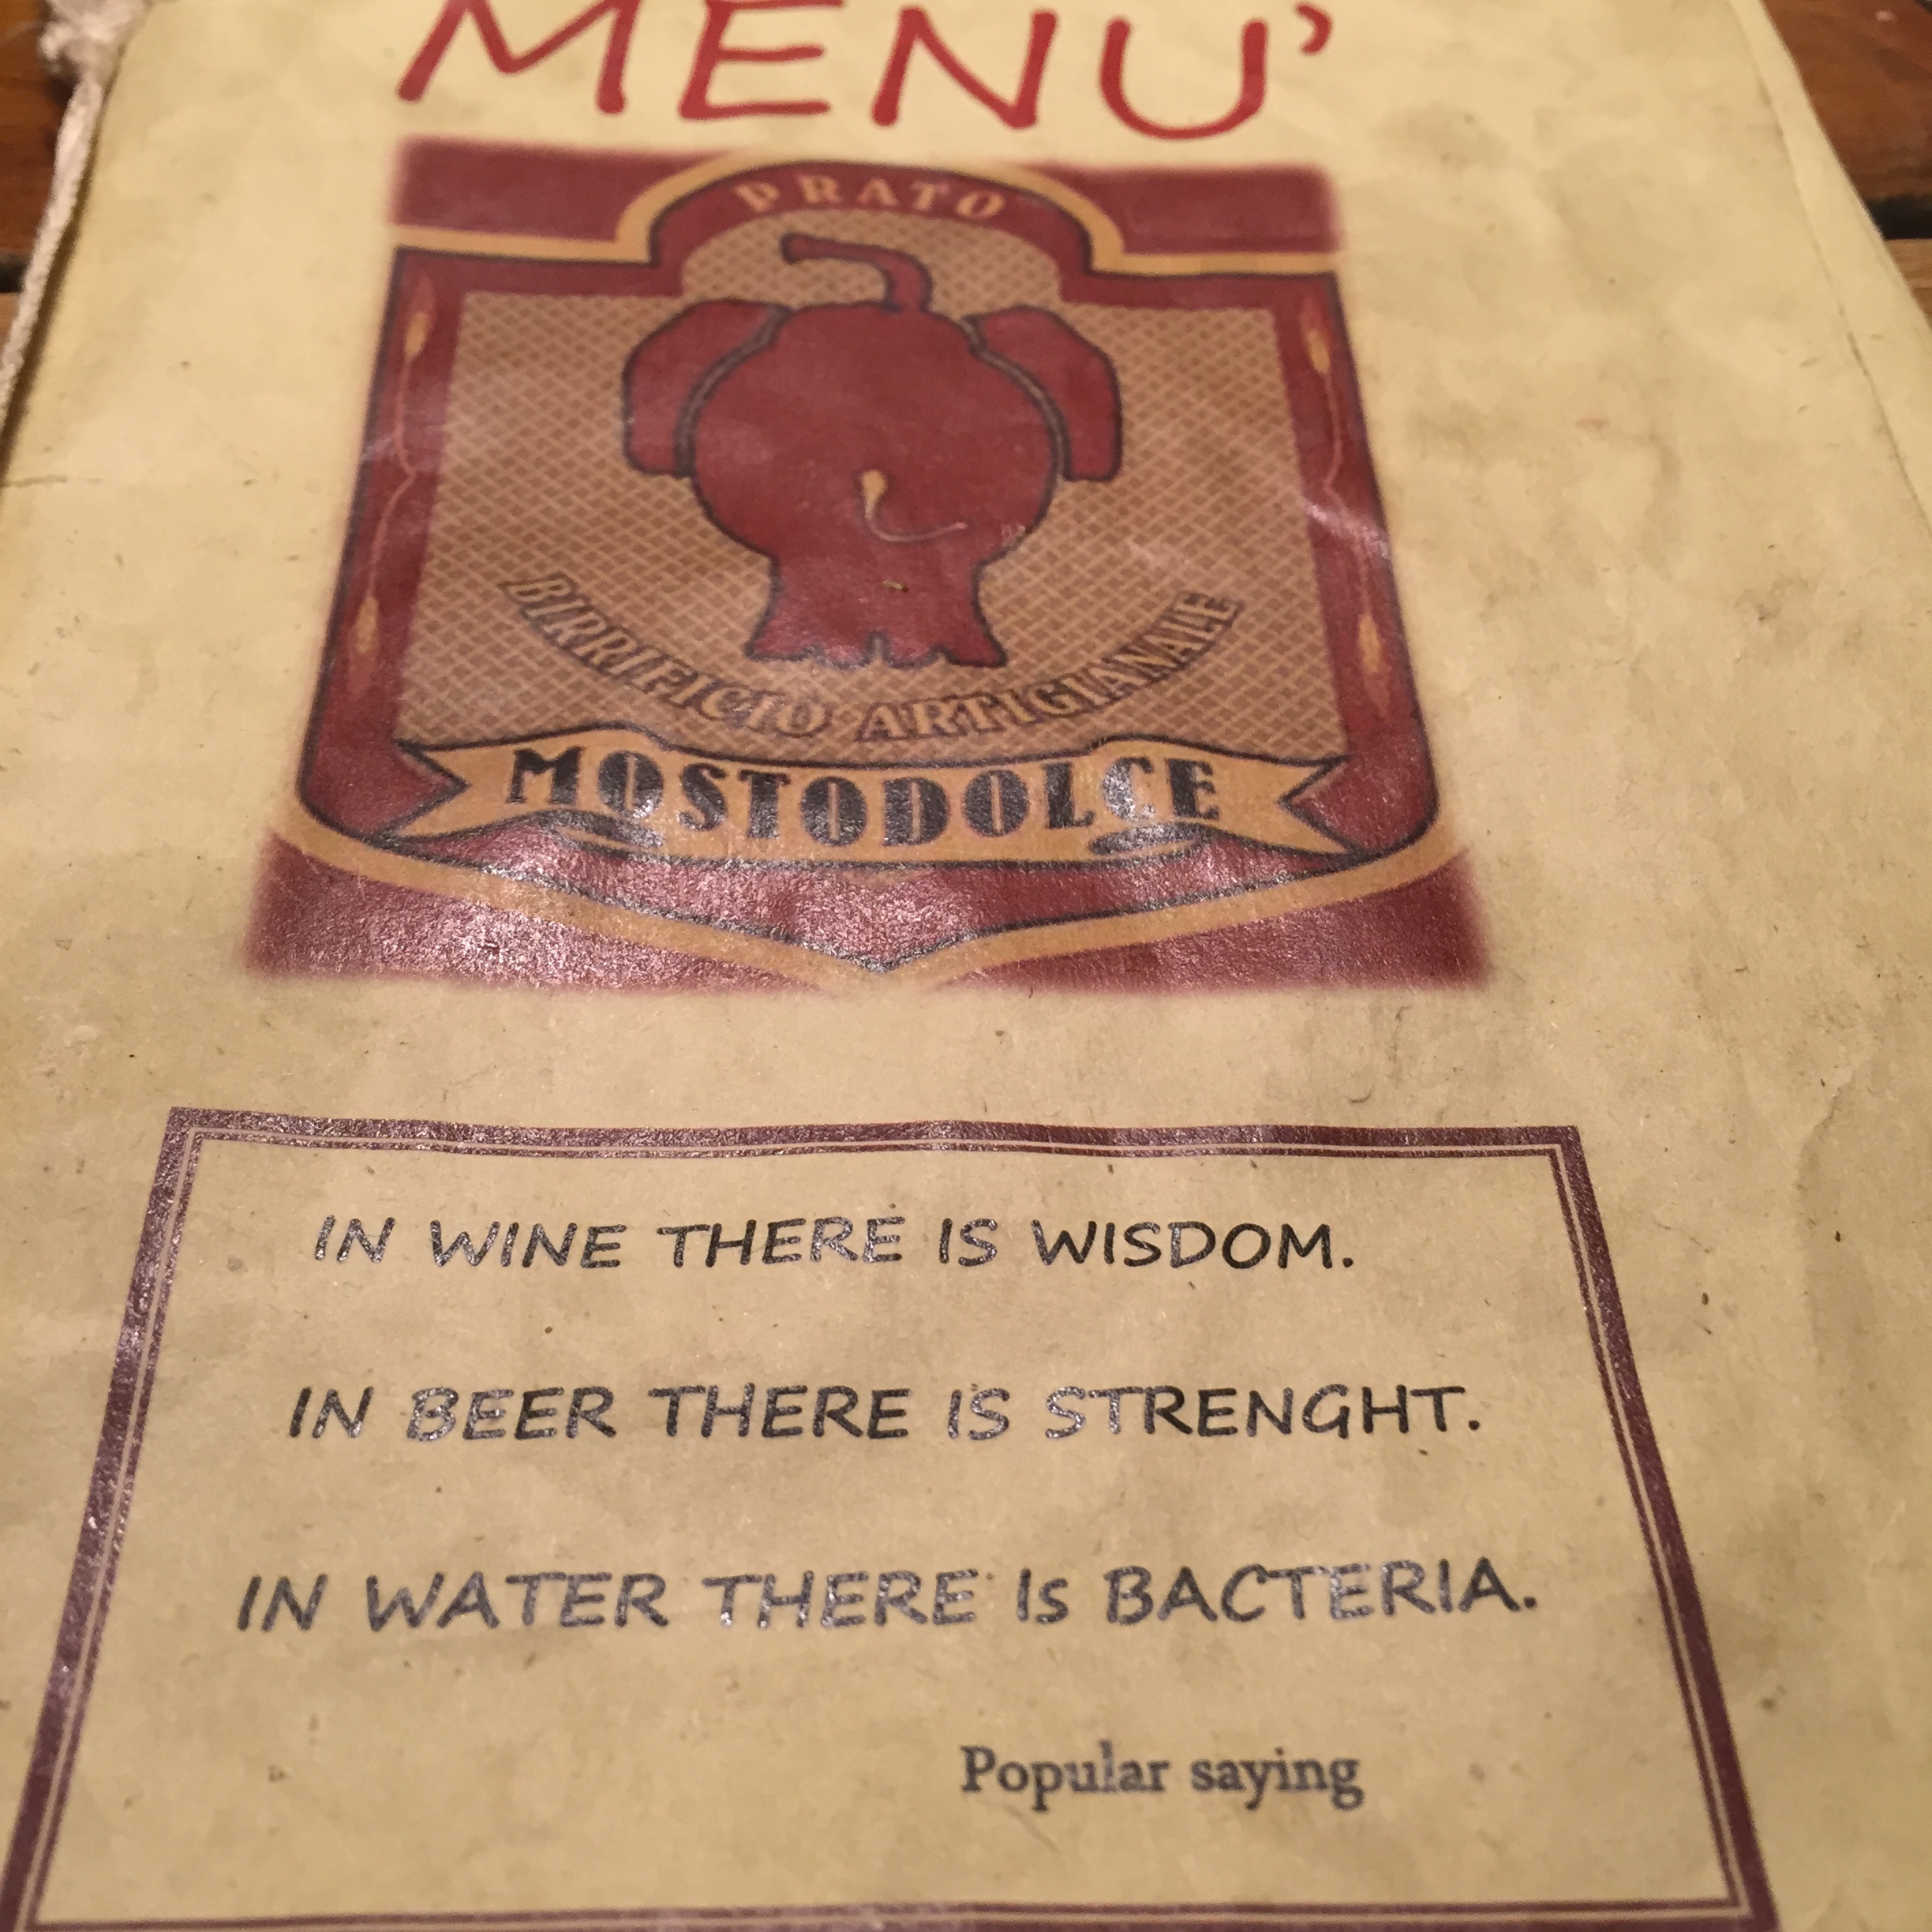 MENU'
PRATO
BIRRIFICIO ARTIGIANALE
MOSTODOLCE
IN WINE THERE IS WISDOM.
IN BEER THERE IS STRENGHT.
IN WATER THERE Is BACTERIA.
Popular saying